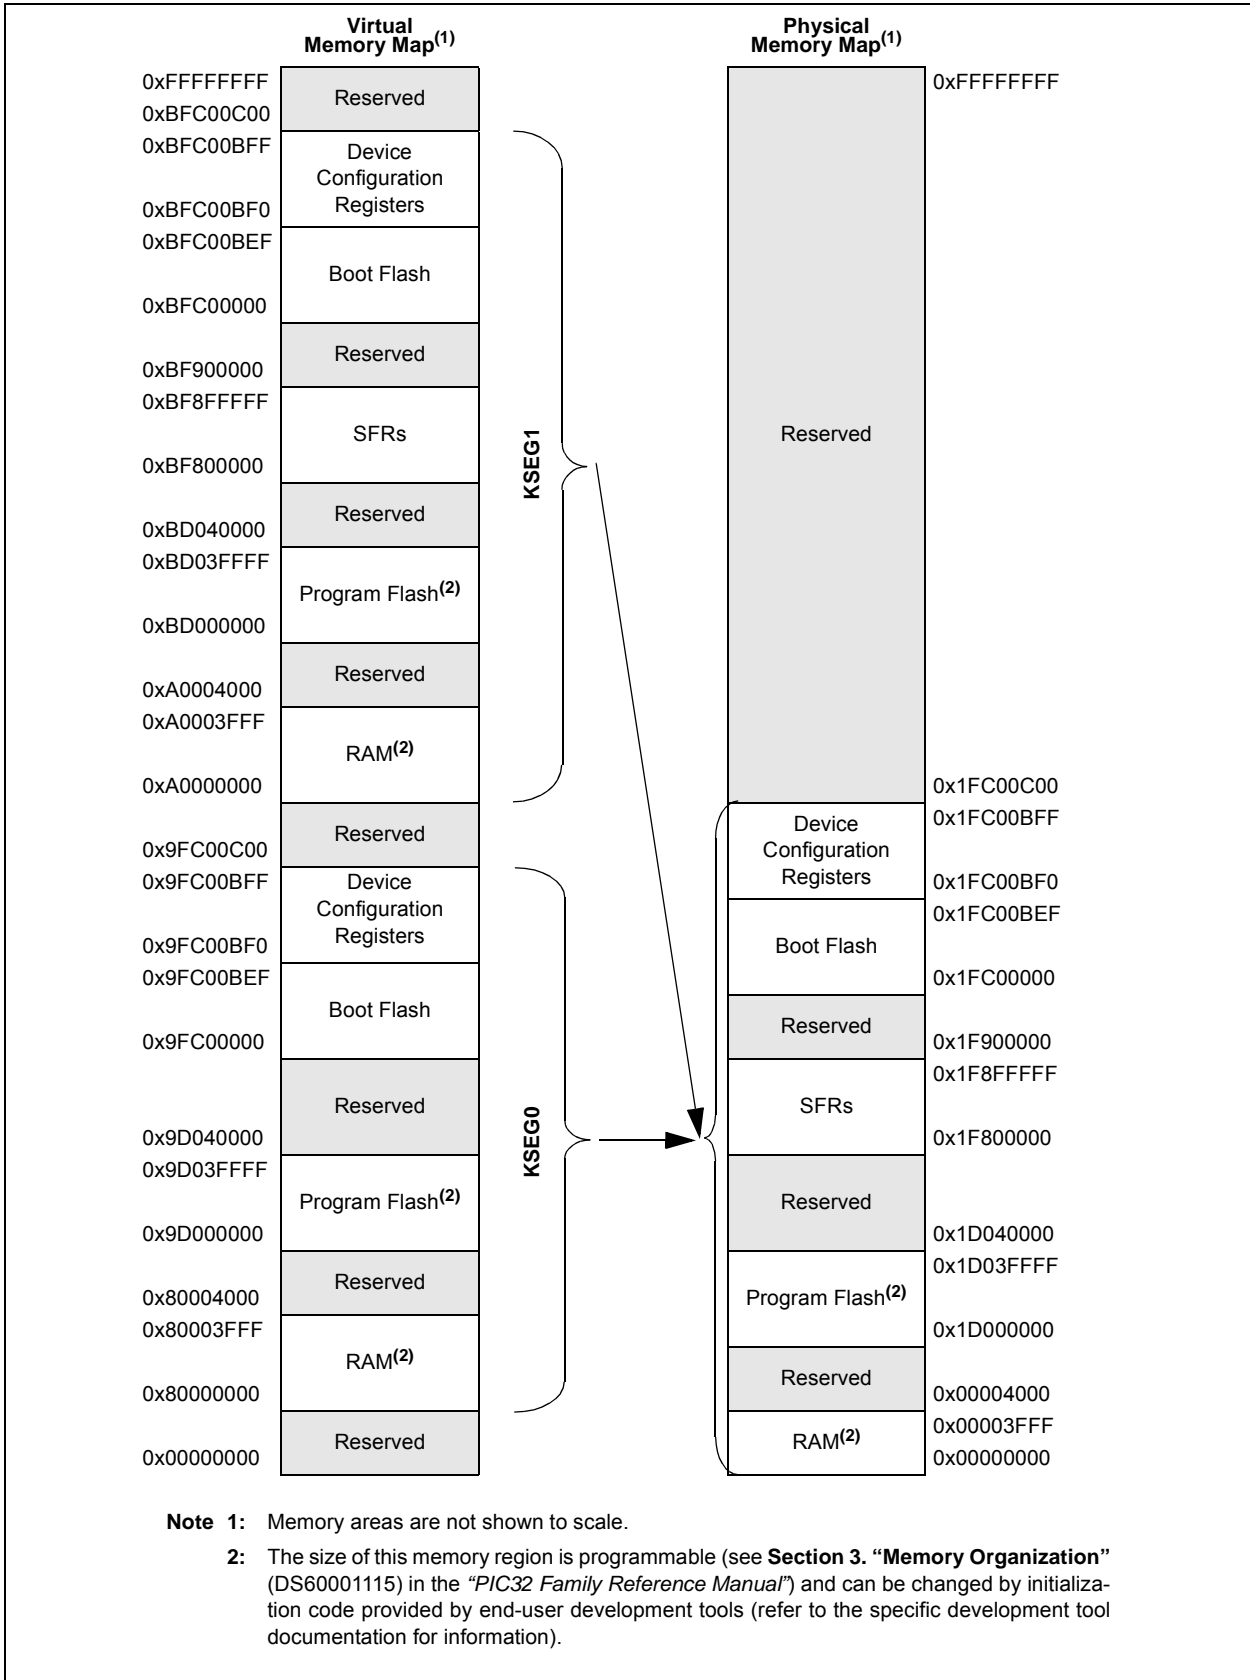 Virtual
Memory Map(1)
0xFFFFFFFF
Reserved
0xBFC00C00
0xBFC00BFF
Device
Configuration
Registers
0xBFC00BF0
0xBFC00BEF
Boot Flash
0xBFC00000
Reserved
0xBF900000
0xBF8FFFFF
SFRs
0xBF800000
Reserved
0xBD040000
0xBD03FFFF
Program Flash(2)
0xBD000000
Reserved
0xA0004000
0xA0003FFF
RAM(2)
0xA0000000
Reserved
0x9FC00C00
0x9FC00BFF
Device
Configuration
Registers
0x9FC00BF0
0x9FC00BEF
Boot Flash
0x9FC00000
Reserved
0x9D040000
0x9D03FFFF
Program Flash(2)
0x9D000000
Reserved
0x80004000
0x80003FFF
RAM(2)
0x80000000
Reserved
0x00000000
KSEG1
KSEG0
Physical
Memory Map(1)
0xFFFFFFFF
Reserved
0x1FC00C00
0x1FC00BFF
Device
Configuration
Registers
0x1FC00BF0
0x1FC00BEF
Boot Flash
0x1FC00000
Reserved
0x1F900000
0x1F8FFFFF
SFRs
0x1F800000
Reserved
0x1D040000
0x1D03FFFF
Program Flash(2)
0x1D000000
Reserved
0x00004000
0x00003FFF
RAM(2)
0x00000000
Note 1: Memory areas are not shown to scale.
2: The size of this memory region is programmable (see Section 3. “Memory Organization”
(DS60001115) in the “PIC32 Family Reference Manual”) and can be changed by initializa-
tion code provided by end-user development tools (refer to the specific development tool
documentation for information).